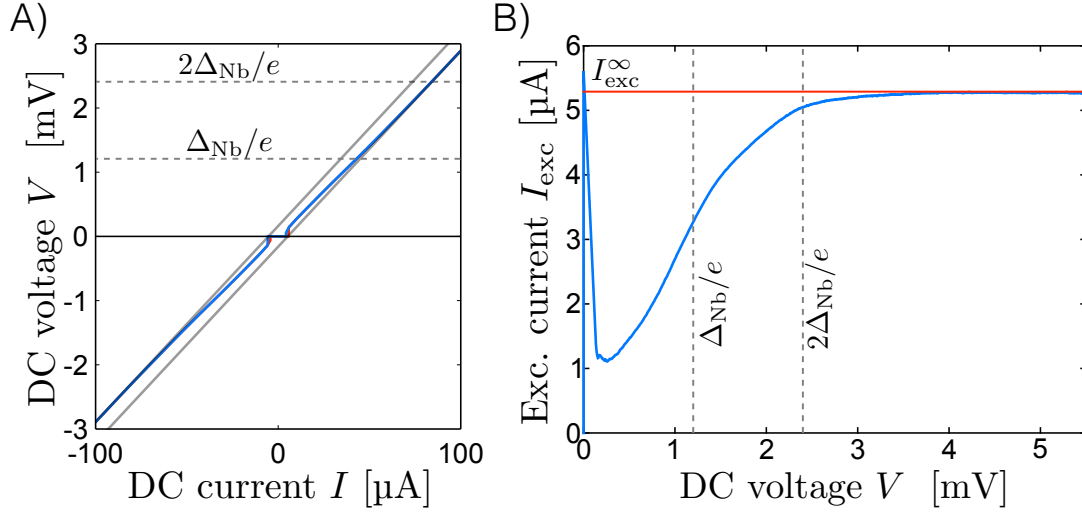 A)
3
2
1
0
-1
-2
-3
-100
0
100
DC voltage V [mV]
DC current I [µA]
2Δ_Nb/e
Δ_Nb/e
B)
6
5
4
3
2
1
0
0
1
2
3
4
5
Exc. current I_exc [µA]
DC voltage V [mV]
I_exc^∞
Δ_Nb/e
2Δ_Nb/e